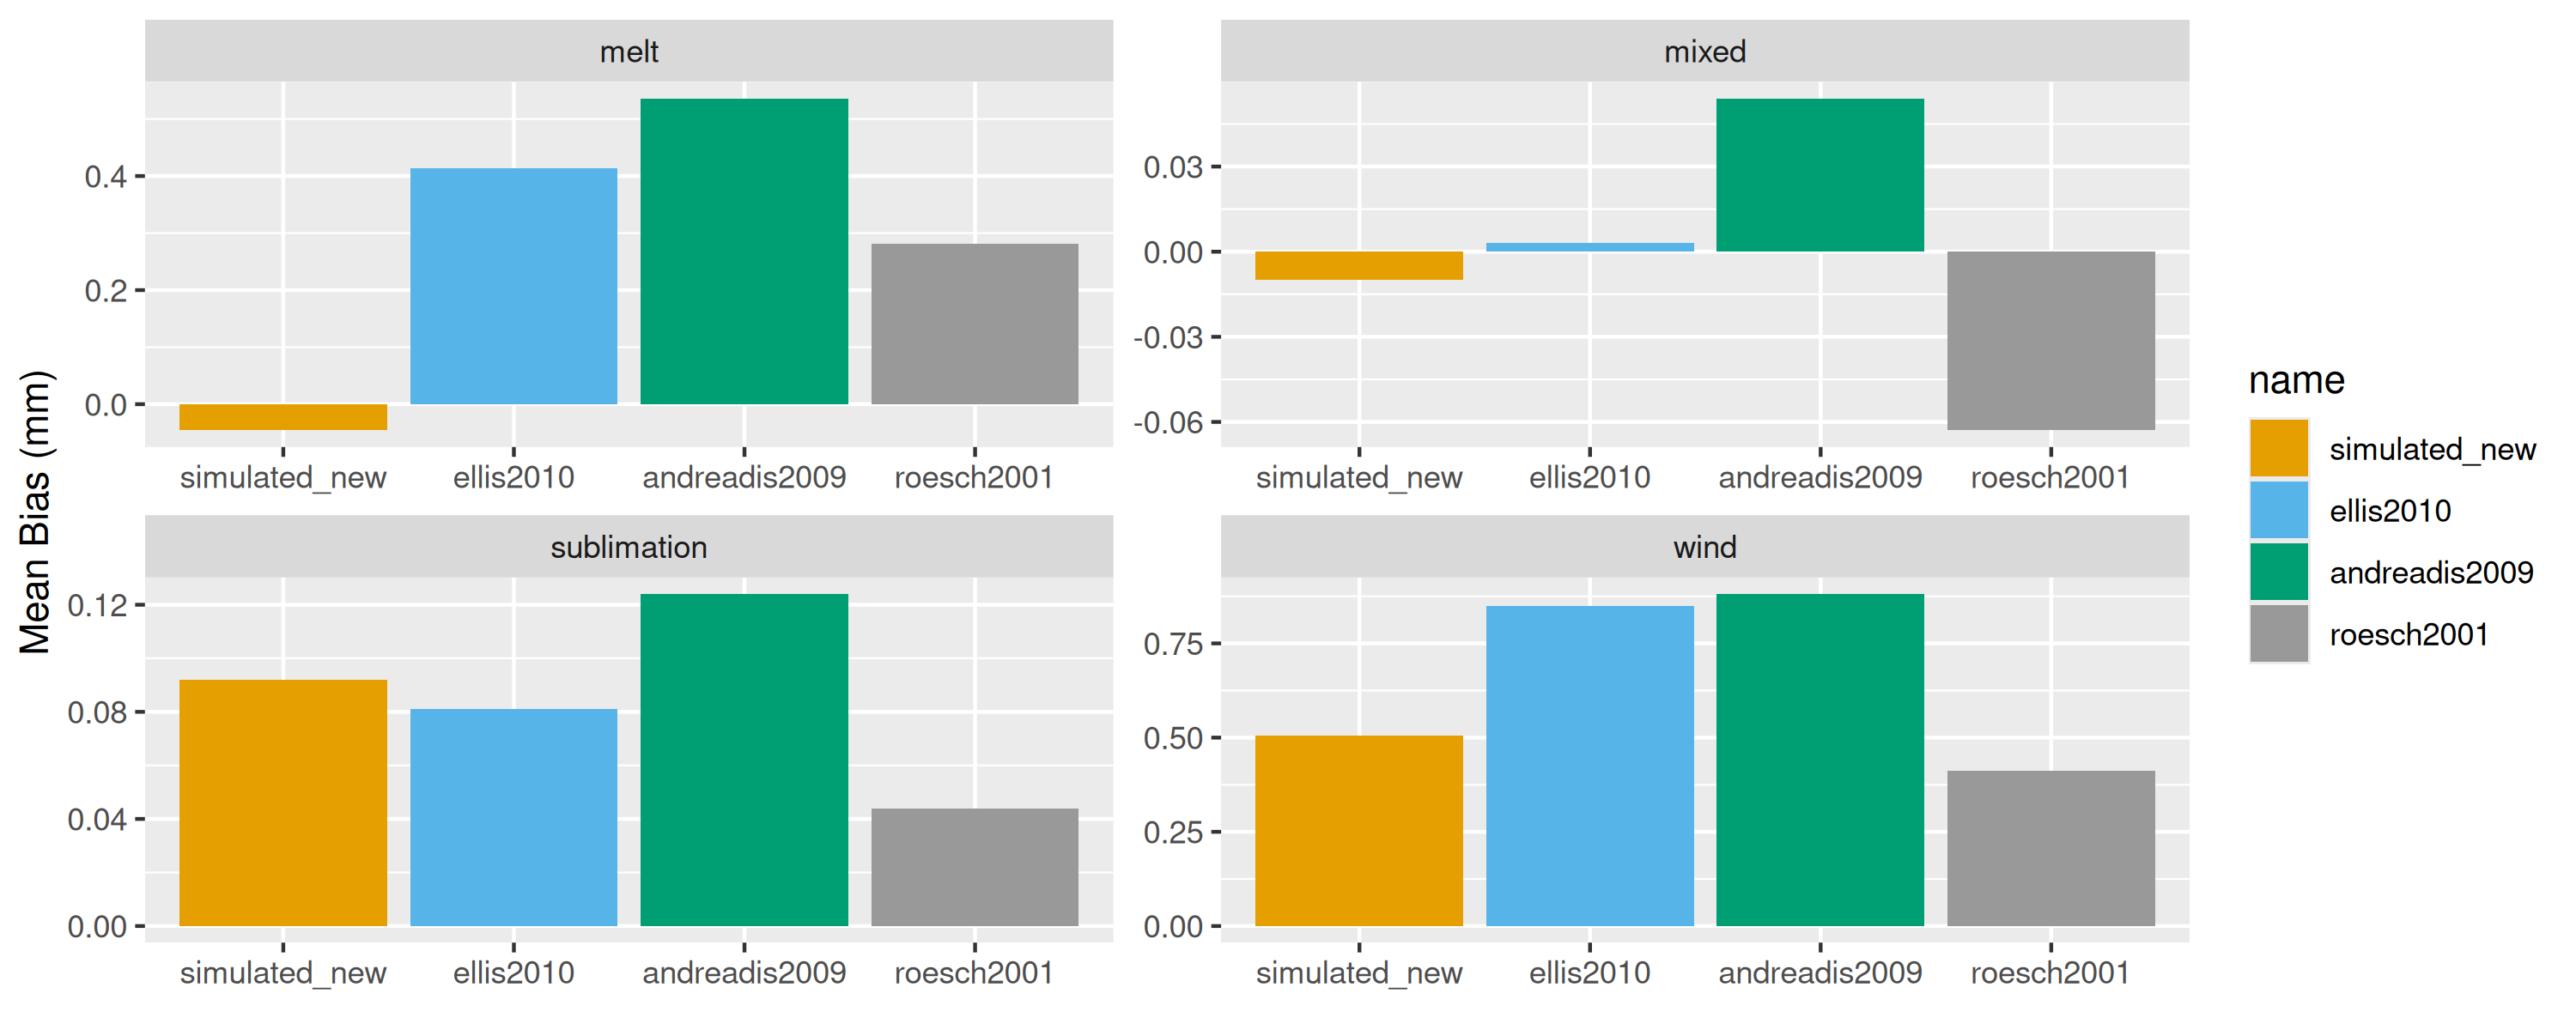 Mean Bias (mm)
melt
0.4
0.2
0.0
simulated_new ellis2010 andreadis2009 roesch2001
mixed
0.03
0.00
-0.03
-0.06
simulated_new ellis2010 andreadis2009 roesch2001
sublimation
0.12
0.08
0.04
0.00
simulated_new ellis2010 andreadis2009 roesch2001
wind
0.75
0.50
0.25
0.00
simulated_new ellis2010 andreadis2009 roesch2001
name
simulated_new
ellis2010
andreadis2009
roesch2001